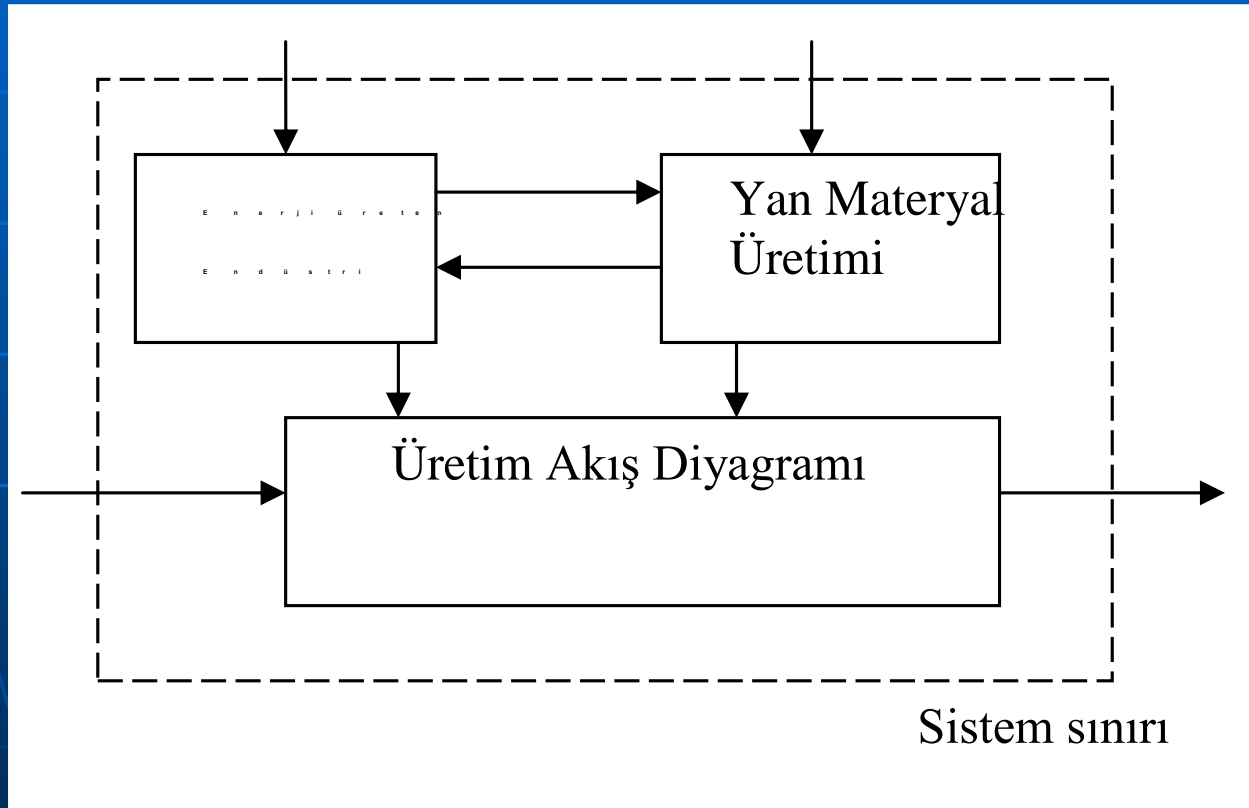 Enerji üreten
Endüstri
Yan Materyal
Üretimi
Üretim Akış Diyagramı
Sistem sınırı